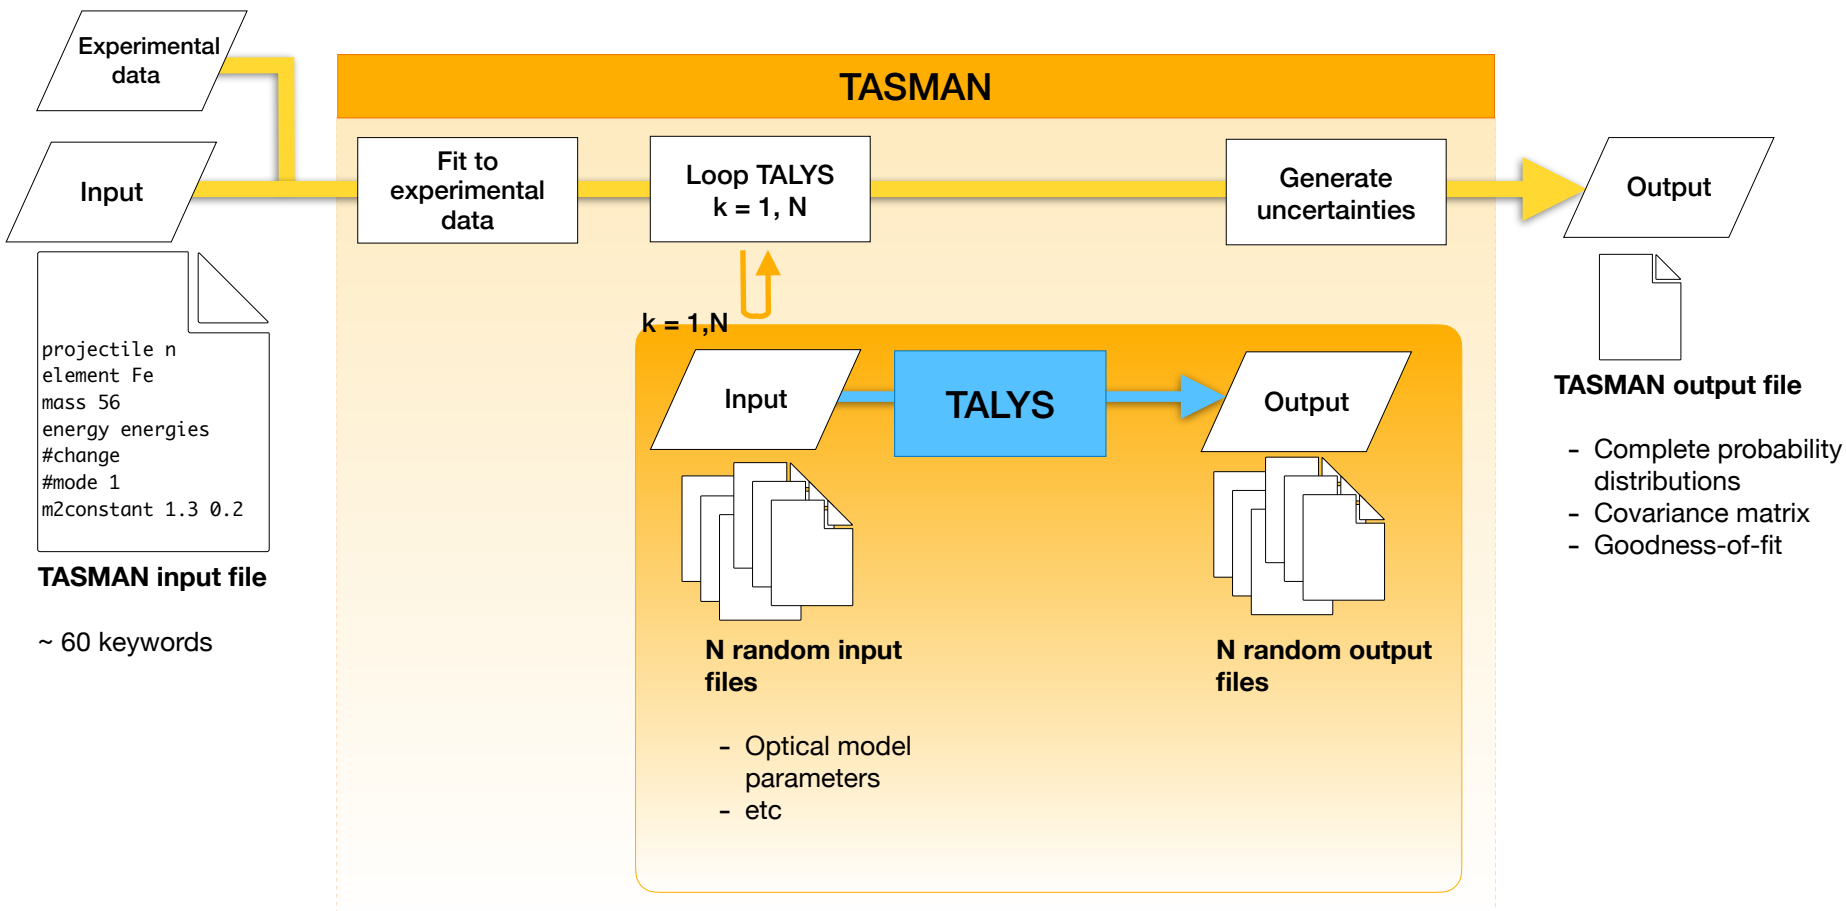 Experimental
data
TASMAN
Input
Fit to
experimental
data
Loop TALYS
k = 1, N
Generate
uncertainties
Output
projectile n
element Fe
mass 56
energy energies
#change
#mode 1
m2constant 1.3 0.2
TASMAN input file
~ 60 keywords
k = 1,N
Input
TALYS
Output
N random input
files
- Optical model
parameters
- etc
N random output
files
TASMAN output file
- Complete probability
distributions
- Covariance matrix
- Goodness-of-fit